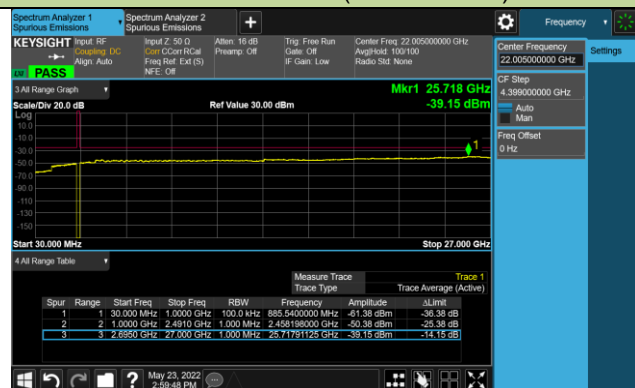 Spectrum Analyzer 1
Spurious Emissions
Spectrum Analyzer 2
Spurious Emissions
Frequency
KEYSIGHT
Input: RF
Coupling: DC
Align: Auto
Input Z: 50 Ω
Corr CCorr RCal
Freq Ref: Ext (S)
NFE: Off
Atten: 16 dB
Preamp: Off
Trig: Free Run
Gate: Off
IF Gain: Low
Center Freq: 22.005000000 GHz
Avg|Hold: 100/100
Radio Std: None
PASS
Center Frequency
22.005000000 GHz
Settings
CF Step
4.399000000 GHz
Auto
Man
Freq Offset
0 Hz
3 All Range Graph
Mkr1 25.718 GHz
-39.15 dBm
Scale/Div 20.0 dB
Ref Value 30.00 dBm
Log
10.0
-10.0
-30.0
-50.0
-70.0
-90.0
-110
-130
-150
1
Start 30.000 MHz
Stop 27.000 GHz
4 All Range Table
Measure Trace Trace 1
Trace Type Trace Average (Active)
Spur Range Start Freq Stop Freq RBW Frequency Amplitude ΔLimit
1 1 30.000 MHz 1.0000 GHz 100.0 kHz 885.5400000 MHz -61.38 dBm -36.38 dB
2 2 1.0000 GHz 2.4910 GHz 1.000 MHz 2.458198000 GHz -50.38 dBm -25.38 dB
3 3 2.6950 GHz 27.000 GHz 1.000 MHz 25.71791125 GHz -39.15 dBm -14.15 dB
May 23, 2022
2:59:48 PM